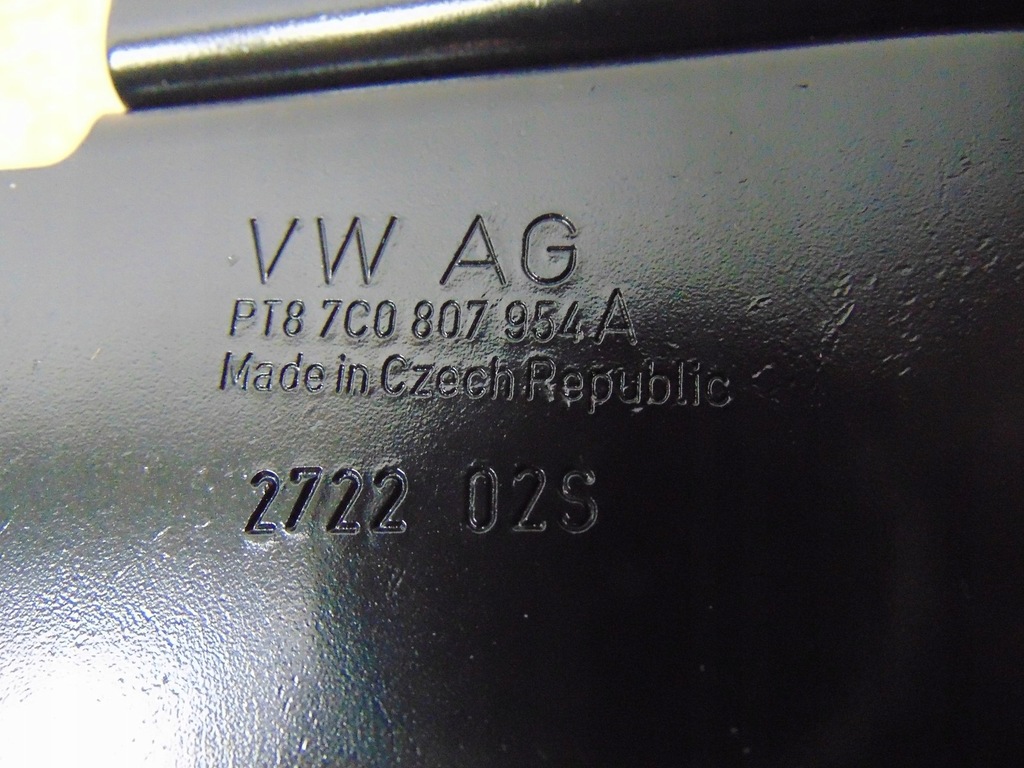 VW AG
PT8 7C0 807 954 A
Made in Czech Republic
2722 02S